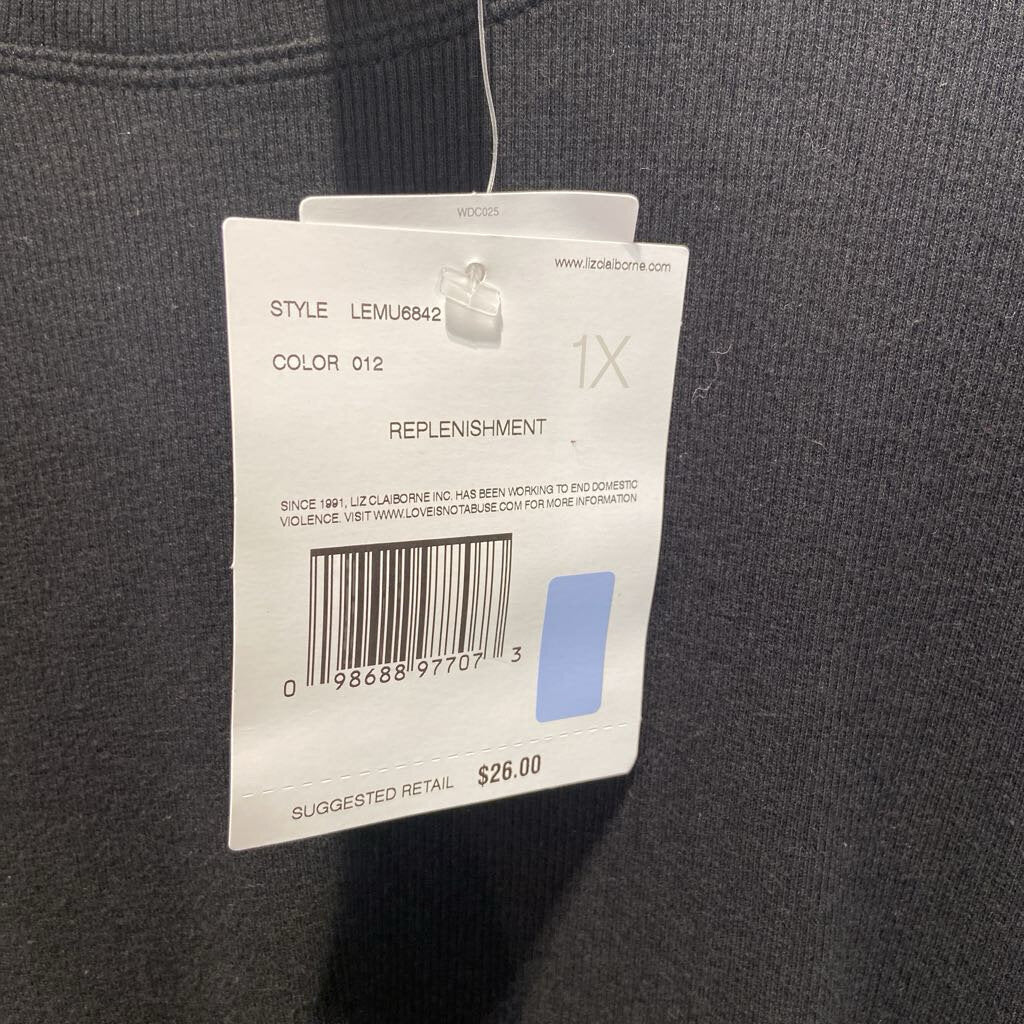 WDC025
www.lizclaiborne.com
STYLE LEMU6842
COLOR 012
1X
REPLENISHMENT
SINCE 1991, LIZ CLAIBORNE INC. HAS BEEN WORKING TO END DOMESTIC
VIOLENCE. VISIT WWW.LOVEISNOTABUSE.COM FOR MORE INFORMATION
0 98688 97707 3
SUGGESTED RETAIL $26.00